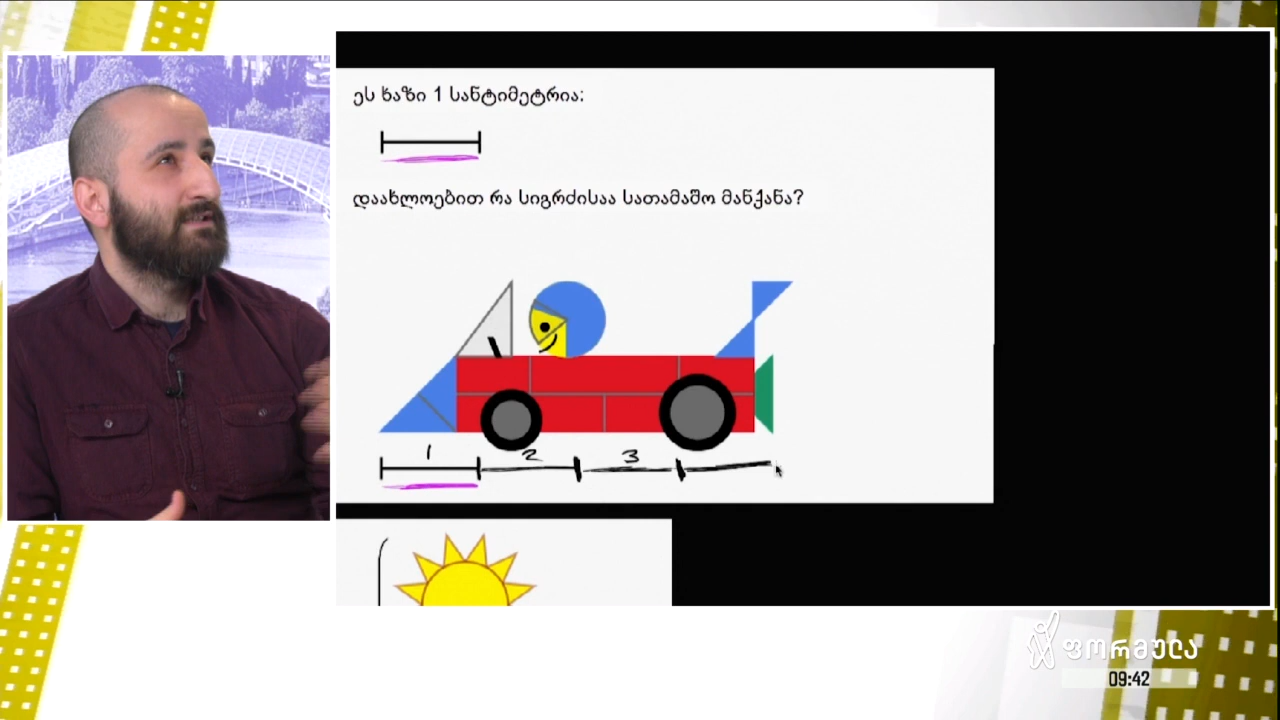 ეს ხაზი 1 სანტიმეტრია:
დაახლოებით რა სიგრძისაა სათამაშო მანქანა?
1 2 3
ფორმულა
09:42